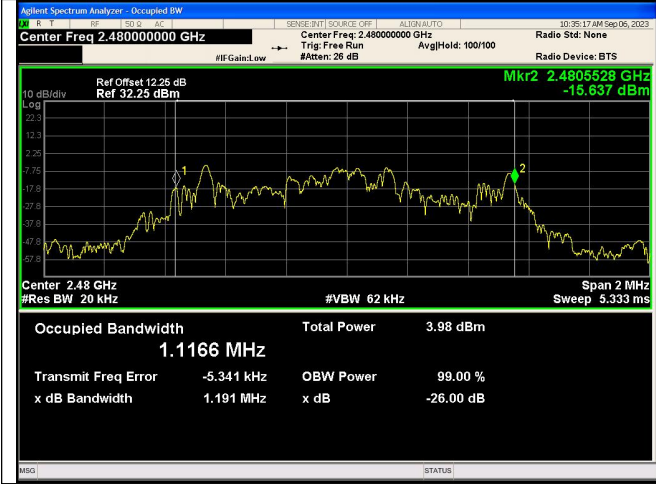 Agilent Spectrum Analyzer - Occupied BW
LXI R T RF 50 Ω AC SENSE:INT SOURCE OFF ALIGN AUTO 10:35:17 AM Sep 06, 2023
Center Freq 2.480000000 GHz Center Freq: 2.480000000 GHz Radio Std: None
Trig: Free Run Avg|Hold: 100/100
#IFGain:Low #Atten: 26 dB Radio Device: BTS
Mkr2 2.4805528 GHz
-15.637 dBm
Ref Offset 12.25 dB
10 dB/div Ref 32.25 dBm
Log
22.3
12.3
2.25
-7.75
-17.8
-27.8
-37.8
-47.8
-57.8
1
2
Center 2.48 GHz Span 2 MHz
#Res BW 20 kHz #VBW 62 kHz Sweep 5.333 ms
Occupied Bandwidth Total Power 3.98 dBm
1.1166 MHz
Transmit Freq Error -5.341 kHz OBW Power 99.00 %
x dB Bandwidth 1.191 MHz x dB -26.00 dB
MSG STATUS